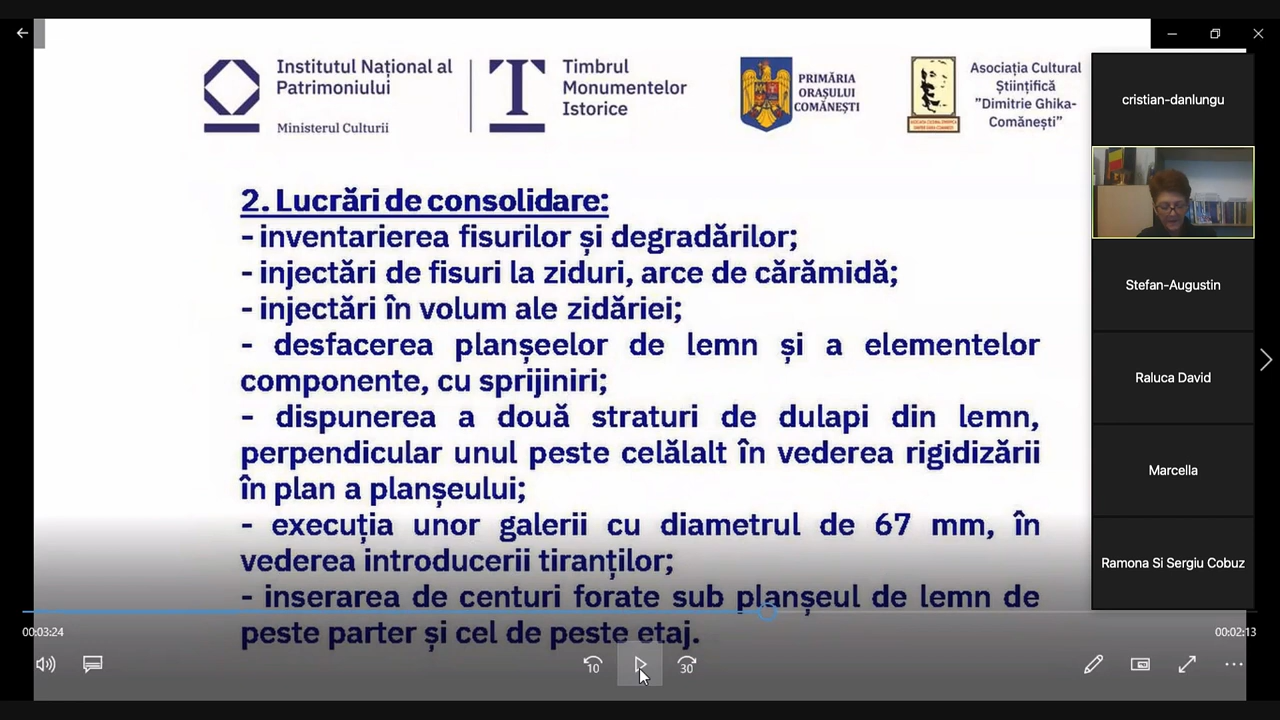 Institutul Național al
Patrimoniului
Ministerul Culturii
Timbrul
Monumentelor
Istorice
PRIMĂRIA
ORAȘULUI
COMĂNEȘTI
Asociația Cultural
Științifică
"Dimitrie Ghika-
Comănești"
2. Lucrări de consolidare:
- inventarierea fisurilor și degradărilor;
- injectări de fisuri la ziduri, arce de cărămidă;
- injectări în volum ale zidăriei;
- desfacerea planșeelor de lemn și a elementelor
componente, cu sprijiniri;
- dispunerea a două straturi de dulapi din lemn,
perpendicular unul peste celălalt în vederea rigidizării
în plan a planșeului;
- execuția unor galerii cu diametrul de 67 mm, în
vederea introducerii tiranților;
- inserarea de centuri forate sub planșeul de lemn de
peste parter și cel de peste etaj.
cristian-danlungu
Stefan-Augustin
Raluca David
Marcella
Ramona Si Sergiu Cobuz
00:03:24
00:02:13
10
30